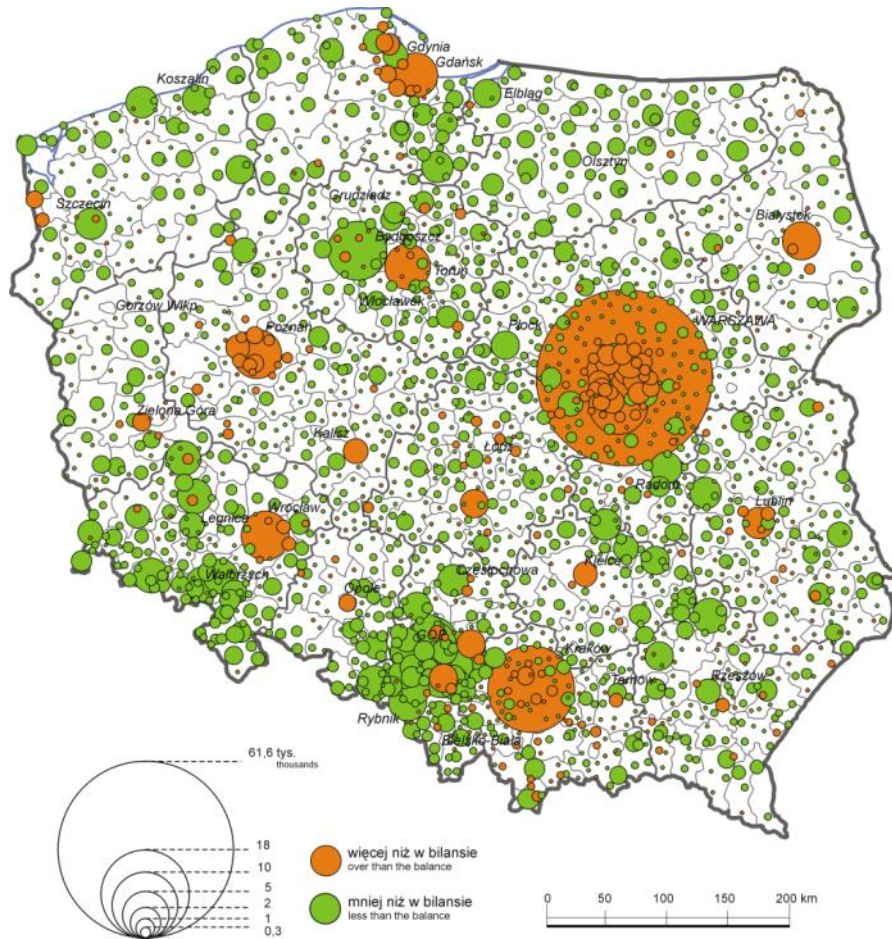 Gdynia
Gdańsk
Koszalin
Elbląg
Olsztyn
Grudziądz
Szczecin
Białystok
Bydgoszcz
Toruń
Włocławek
Gorzów Wlkp.
Poznań
Płock
WARSZAWA
Zielona Góra
Kalisz
Łódź
Radom
Lublin
Wrocław
Legnica
Kielce
Częstochowa
Wałbrzych
Opole
GOP
Kraków
Tarnów
Rzeszów
Rybnik
Bielsko-Biała
61,6 tys.
thousands
18
10
5
2
1
0,3
więcej niż w bilansie
over than the balance
mniej niż w bilansie
less than the balance
0 50 100 150 200 km